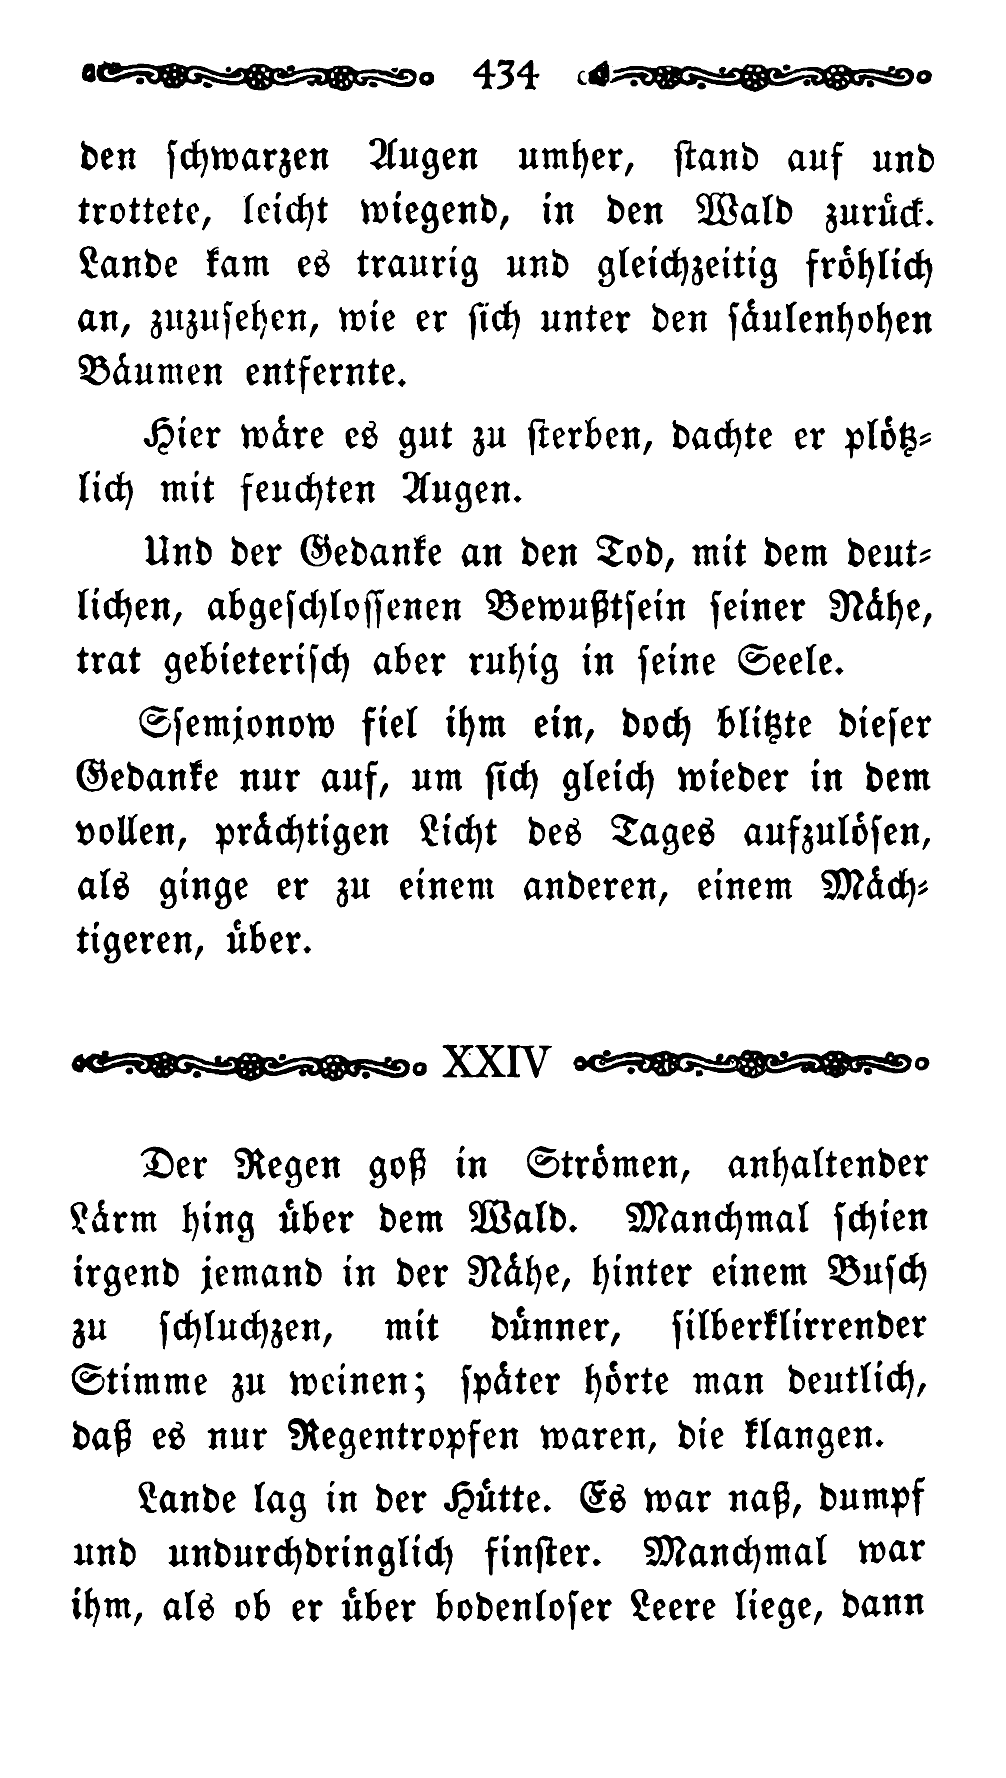 434
den schwarzen Augen umher, stand auf und
trottete, leicht wiegend, in den Wald zurück.
Lande kam es traurig und gleichzeitig fröhlich
an, zuzusehen, wie er sich unter den säulenhohen
Bäumen entfernte.
Hier wäre es gut zu sterben, dachte er plötz-
lich mit feuchten Augen.
Und der Gedanke an den Tod, mit dem deut-
lichen, abgeschlossenen Bewußtsein seiner Nähe,
trat gebieterisch aber ruhig in seine Seele.
Ssemjonow fiel ihm ein, doch blitzte dieser
Gedanke nur auf, um sich gleich wieder in dem
vollen, prächtigen Licht des Tages aufzulösen,
als ginge er zu einem anderen, einem Mäch-
tigeren, über.
XXIV
Der Regen goß in Strömen, anhaltender
Lärm hing über dem Wald. Manchmal schien
irgend jemand in der Nähe, hinter einem Busch
zu schluchzen, mit dünner, silberklirrender
Stimme zu weinen; später hörte man deutlich,
daß es nur Regentropfen waren, die klangen.
Lande lag in der Hütte. Es war naß, dumpf
und undurchdringlich finster. Manchmal war
ihm, als ob er über bodenloser Leere liege, dann